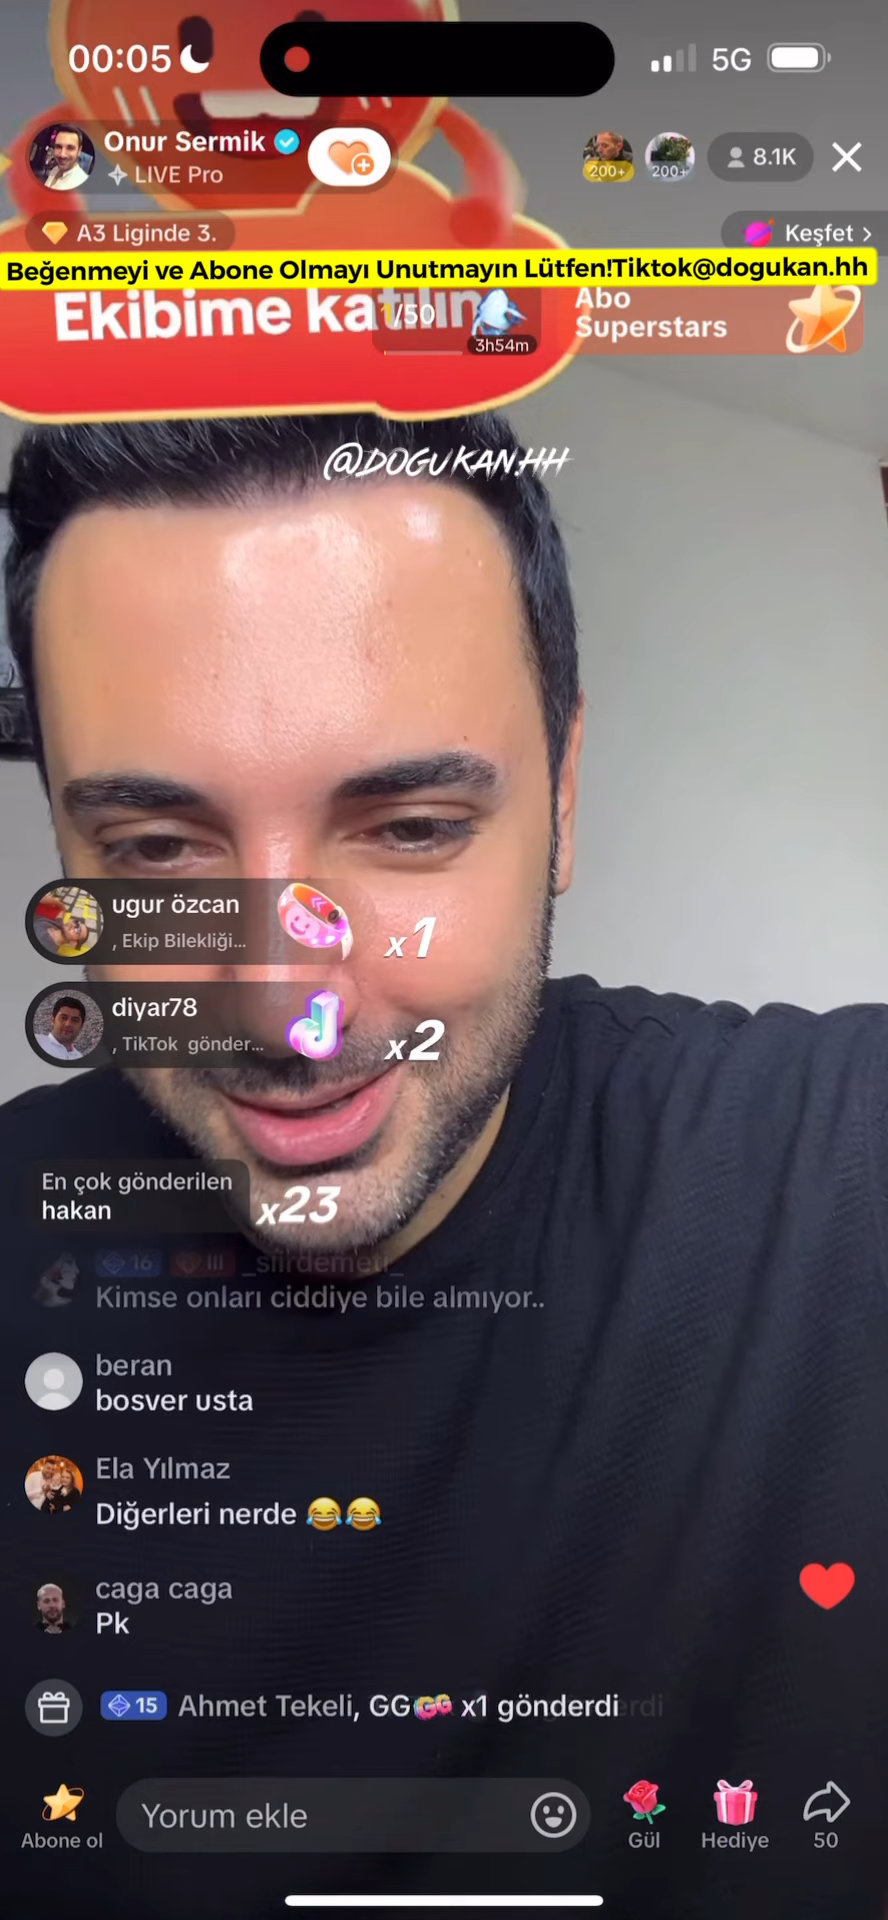 00:05
5G
Onur Sermik
LIVE Pro
200+
200+
8.1K
A3 Liginde 3.
Keşfet >
Beğenmeyi ve Abone Olmayı Unutmayın Lütfen!Tiktok@dogukan.hh
Ekibime katılın
1/50
3h54m
Abo
Superstars
@DOGUKAN.HH
ugur özcan
, Ekip Bilekliği...
x1
diyar78
, TikTok gönder...
x2
En çok gönderilen
hakan
x23
16 III _siirdemeti_
Kimse onları ciddiye bile almıyor..
beran
bosver usta
Ela Yılmaz
Diğerleri nerde 😂😂
caga caga
Pk
15 Ahmet Tekeli, GG GG x1 gönderdi
Abone ol
Yorum ekle
Gül
Hediye
50